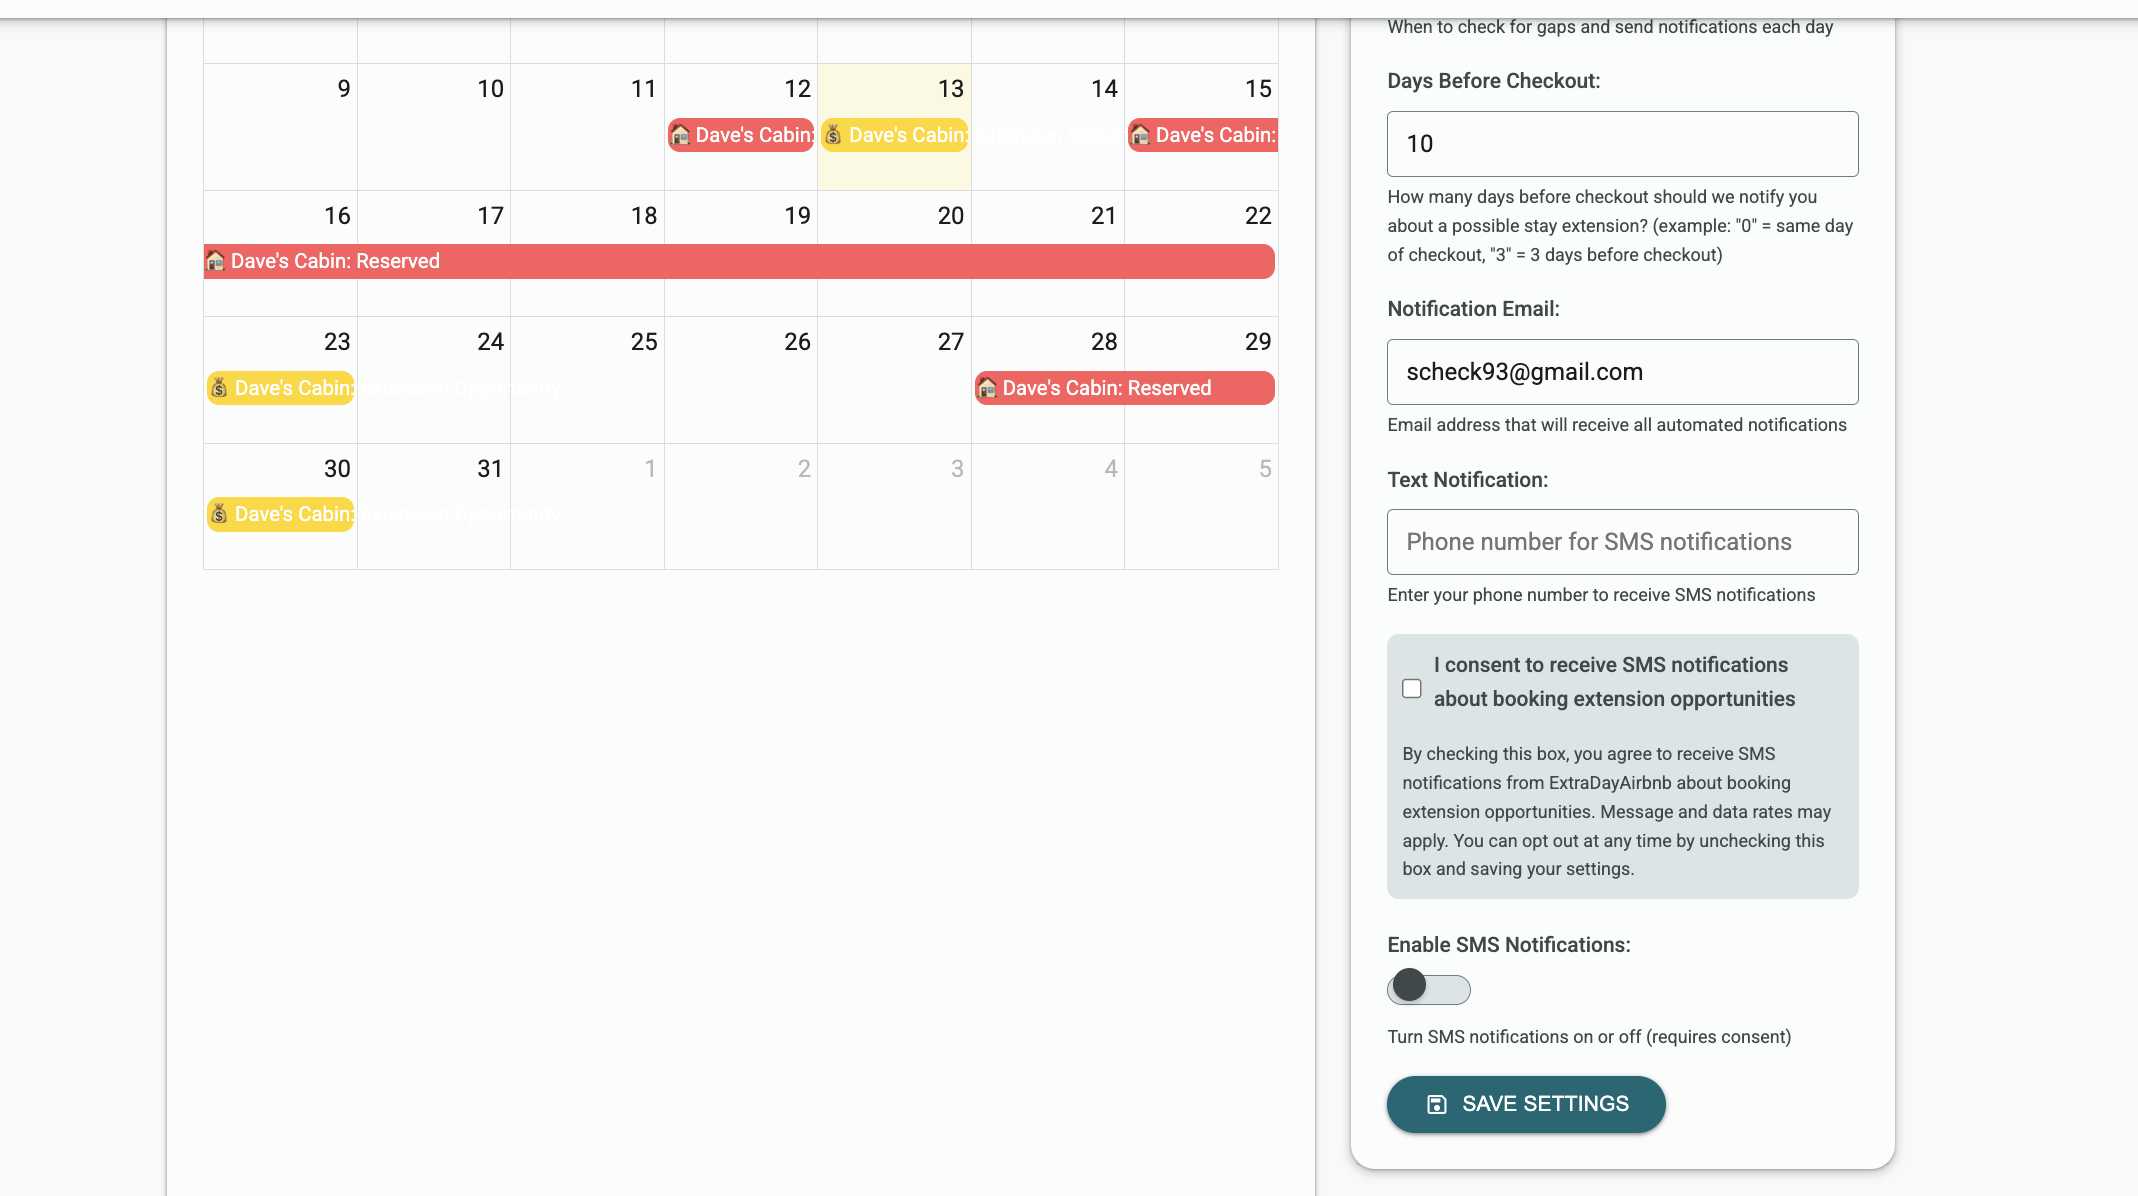 9 10 11 12 13 14 15
Dave's Cabin: Dave's Cabin: Extension Oppor Dave's Cabin:
16 17 18 19 20 21 22
Dave's Cabin: Reserved
23 24 25 26 27 28 29
Dave's Cabin: Extension Opportunity Dave's Cabin: Reserved
30 31 1 2 3 4 5
Dave's Cabin: Extension Opportunity
When to check for gaps and send notifications each day
Days Before Checkout:
10
How many days before checkout should we notify you
about a possible stay extension? (example: "0" = same day
of checkout, "3" = 3 days before checkout)
Notification Email:
scheck93@gmail.com
Email address that will receive all automated notifications
Text Notification:
Phone number for SMS notifications
Enter your phone number to receive SMS notifications
I consent to receive SMS notifications
about booking extension opportunities
By checking this box, you agree to receive SMS
notifications from ExtraDayAirbnb about booking
extension opportunities. Message and data rates may
apply. You can opt out at any time by unchecking this
box and saving your settings.
Enable SMS Notifications:
Turn SMS notifications on or off (requires consent)
SAVE SETTINGS